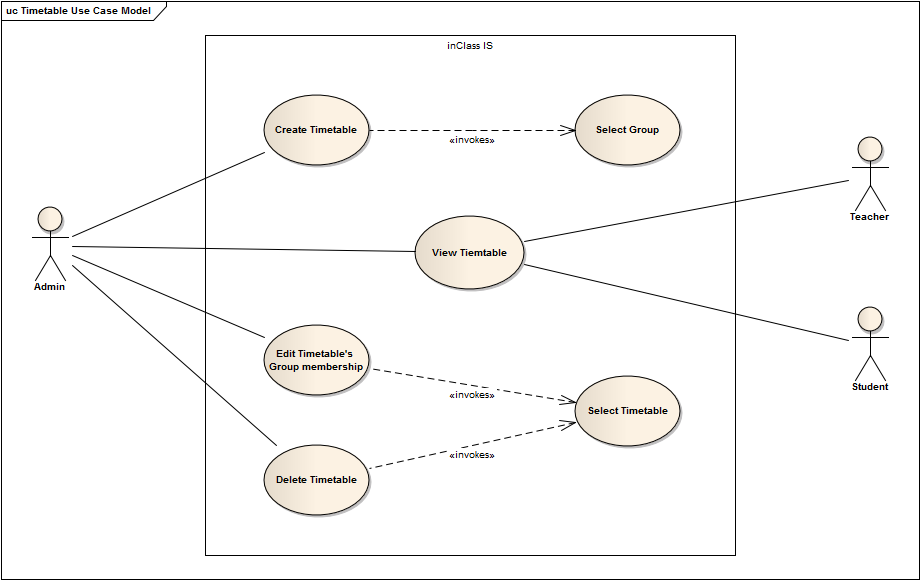 uc Timetable Use Case Model
inClass IS
Create Timetable
«invokes»
Select Group
Teacher
View Tiemtable
Admin
Edit Timetable's
Group membership
«invokes»
Select Timetable
Student
«invokes»
Delete Timetable